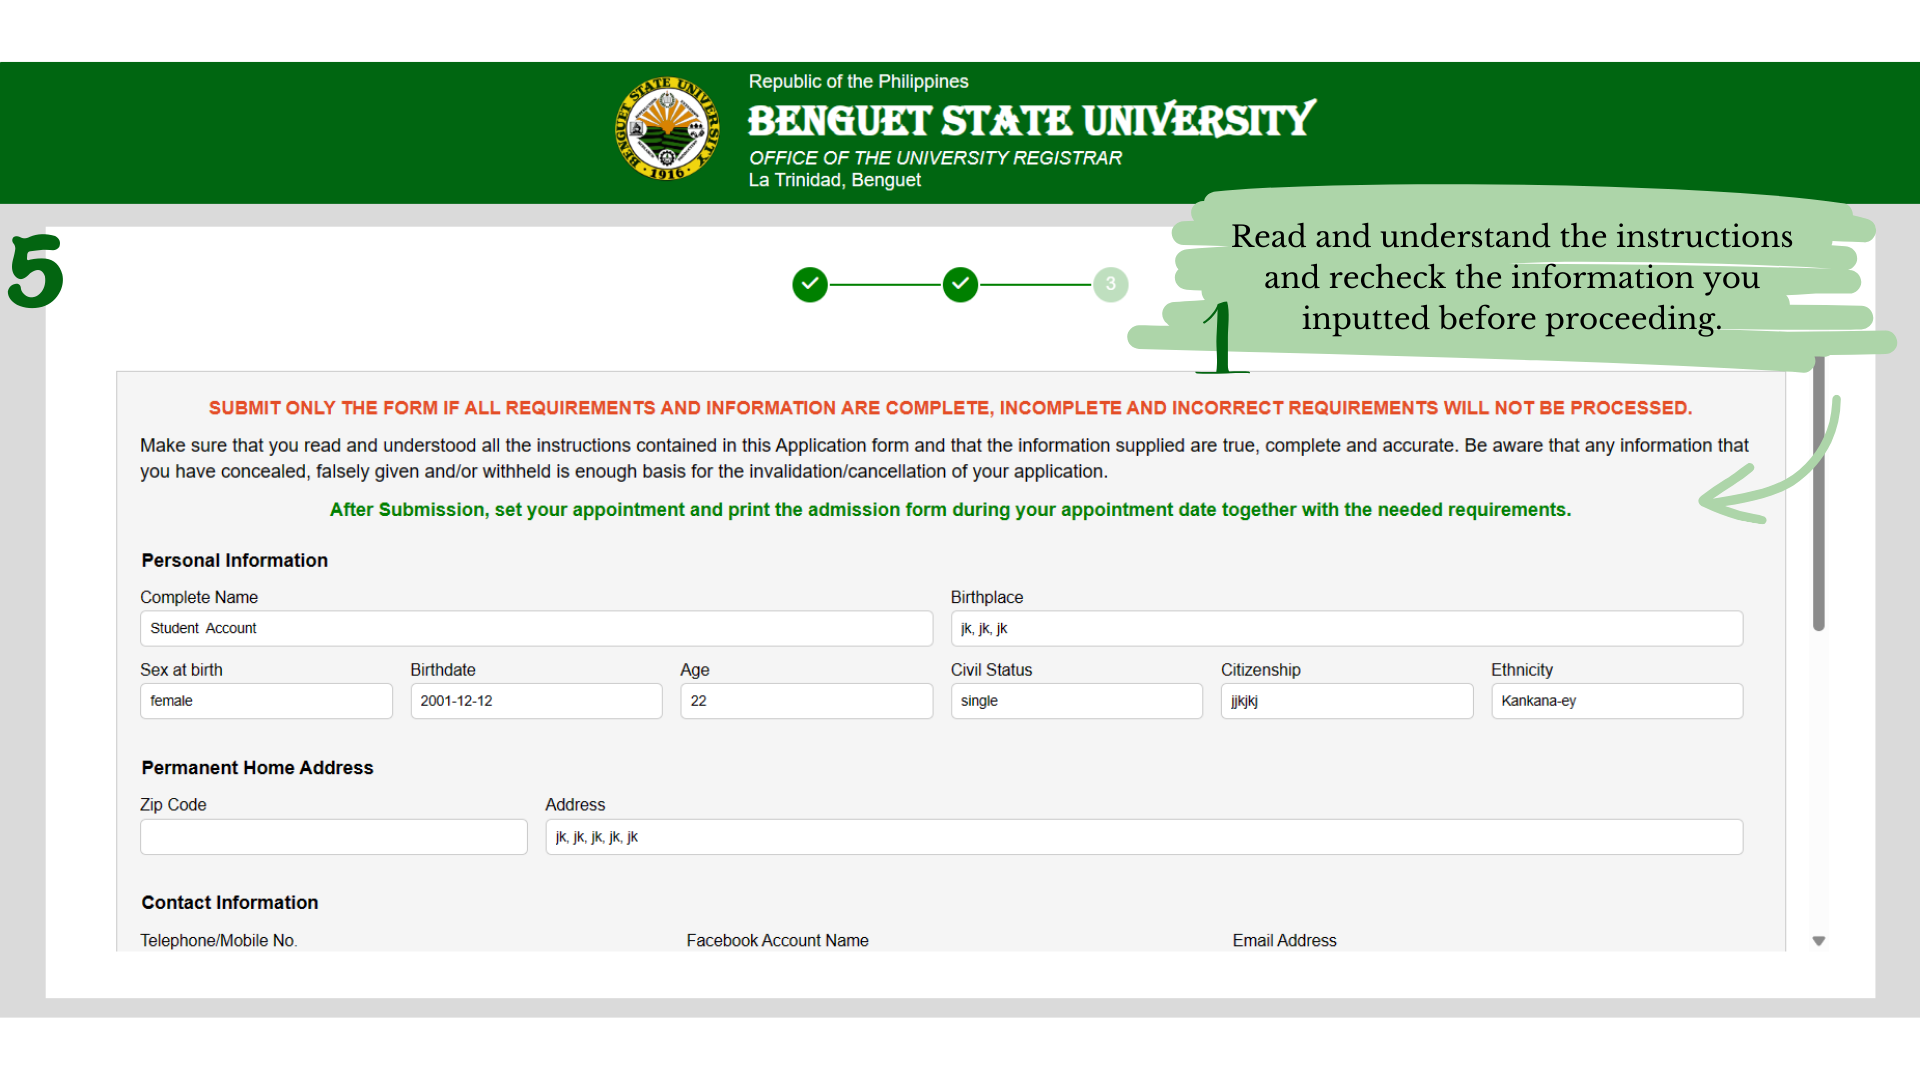 Republic of the Philippines
BENGUET STATE UNIVERSITY
OFFICE OF THE UNIVERSITY REGISTRAR
La Trinidad, Benguet
BENGUET STATE UNIVERSITY
1916
5
3
Read and understand the instructions
and recheck the information you
inputted before proceeding.
1
SUBMIT ONLY THE FORM IF ALL REQUIREMENTS AND INFORMATION ARE COMPLETE, INCOMPLETE AND INCORRECT REQUIREMENTS WILL NOT BE PROCESSED.
Make sure that you read and understood all the instructions contained in this Application form and that the information supplied are true, complete and accurate. Be aware that any information that
you have concealed, falsely given and/or withheld is enough basis for the invalidation/cancellation of your application.
After Submission, set your appointment and print the admission form during your appointment date together with the needed requirements.
Personal Information
Complete Name Birthplace
Student Account jk, jk, jk
Sex at birth Birthdate Age Civil Status Citizenship Ethnicity
female 2001-12-12 22 single jjkjkj Kankana-ey
Permanent Home Address
Zip Code Address
jk, jk, jk, jk, jk
Contact Information
Telephone/Mobile No. Facebook Account Name Email Address